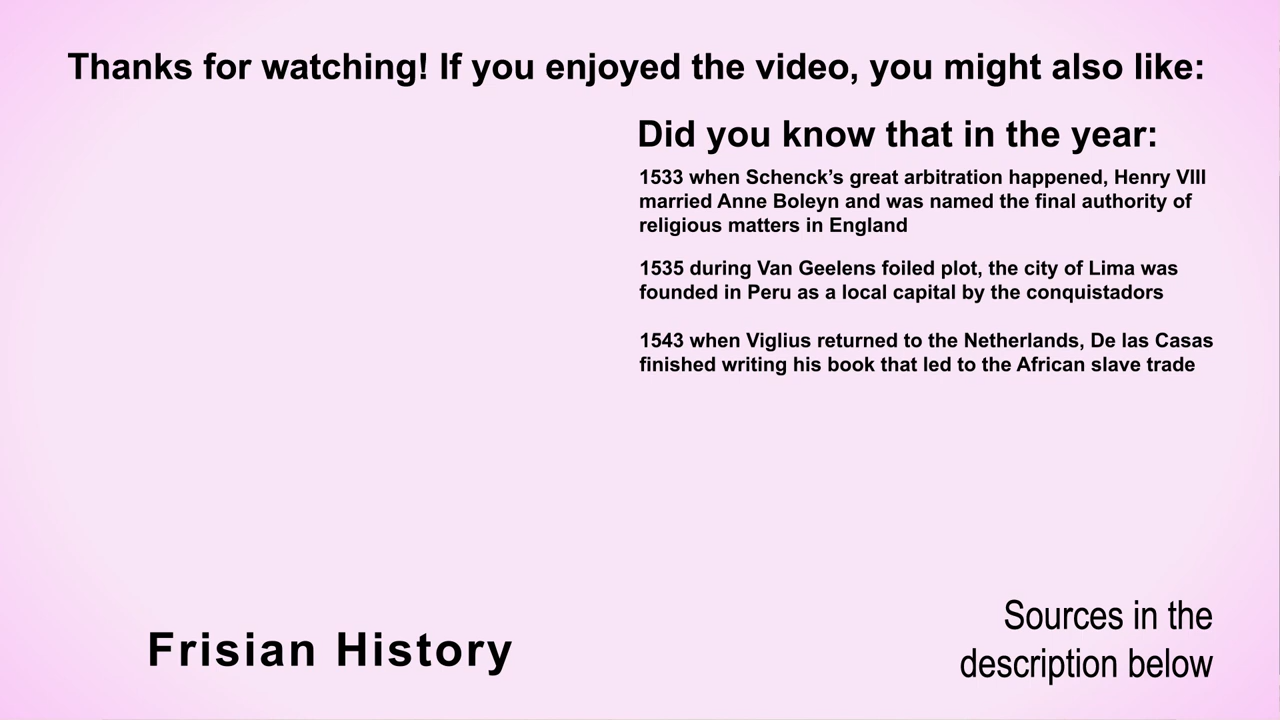 Thanks for watching! If you enjoyed the video, you might also like:
Did you know that in the year:
1533 when Schenck’s great arbitration happened, Henry VIII
married Anne Boleyn and was named the final authority of
religious matters in England
1535 during Van Geelens foiled plot, the city of Lima was
founded in Peru as a local capital by the conquistadors
1543 when Viglius returned to the Netherlands, De las Casas
finished writing his book that led to the African slave trade
Frisian History
Sources in the
description below